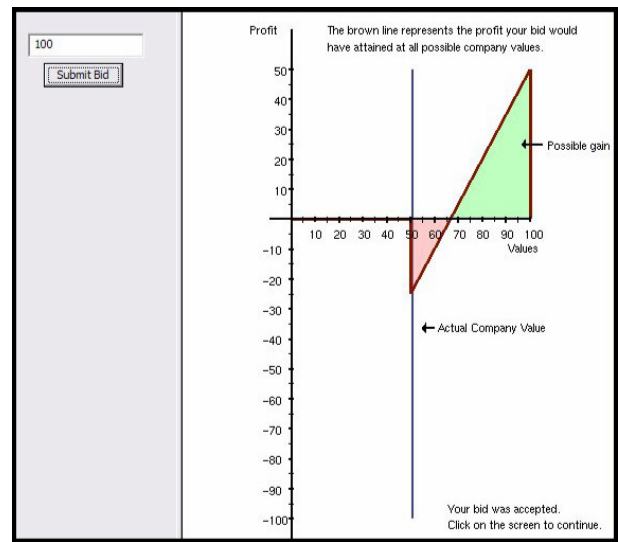 100
Submit Bid
Profit
The brown line represents the profit your bid would
have attained at all possible company values.
50
40
30
Possible gain
20
10
10 20 30 40 50 60 70 80 90 100
Values
-10
-20
-30
Actual Company Value
-40
-50
-60
-70
-80
-90
Your bid was accepted.
-100
Click on the screen to continue.